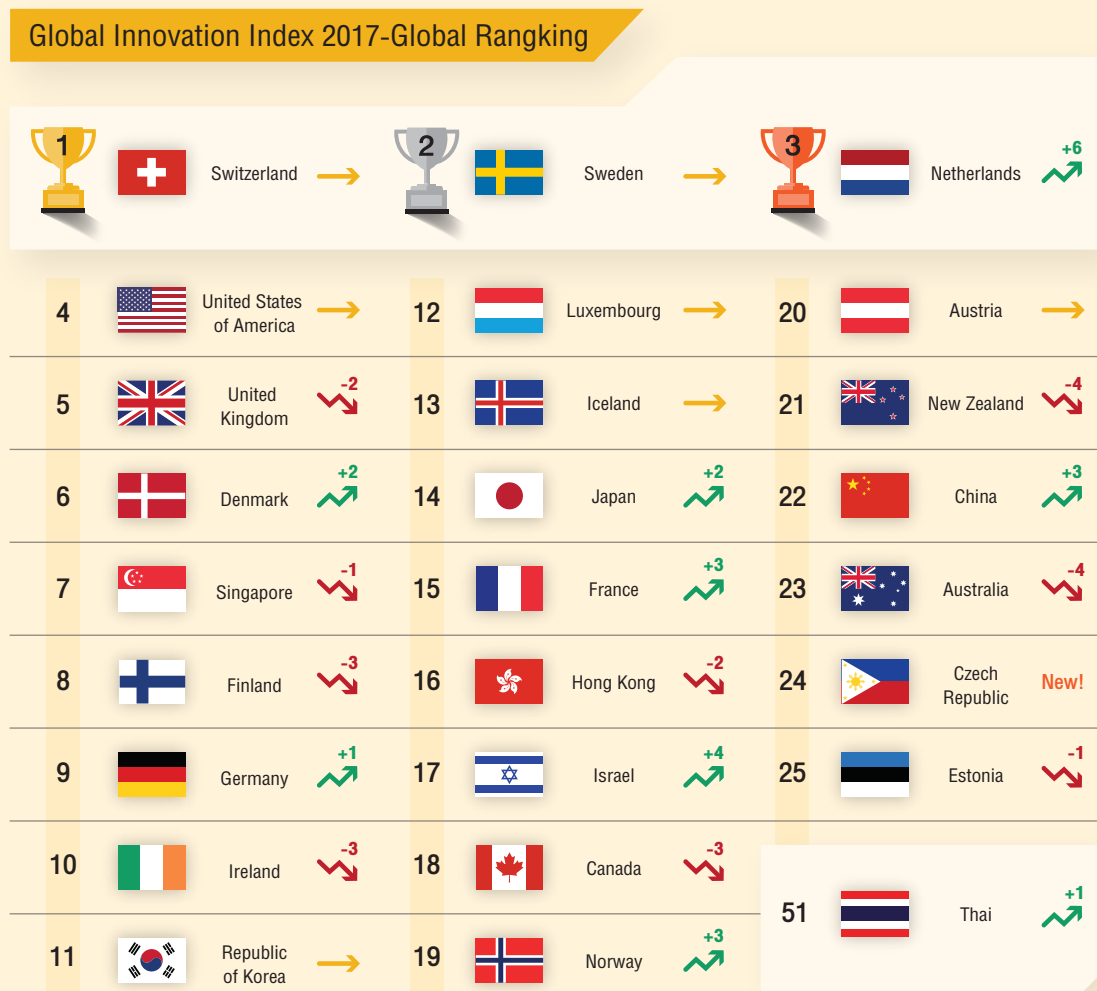 Global Innovation Index 2017-Global Rangking
1
Switzerland
2
Sweden
3
Netherlands
+6
4
United States
of America
5
United
Kingdom
-2
6
Denmark
+2
7
Singapore
-1
8
Finland
-3
9
Germany
+1
10
Ireland
-3
11
Republic
of Korea
12
Luxembourg
13
Iceland
14
Japan
+2
15
France
+3
16
Hong Kong
-2
17
Israel
+4
18
Canada
-3
19
Norway
+3
20
Austria
21
New Zealand
-4
22
China
+3
23
Australia
-4
24
Czech
Republic
New!
25
Estonia
-1
51
Thai
+1